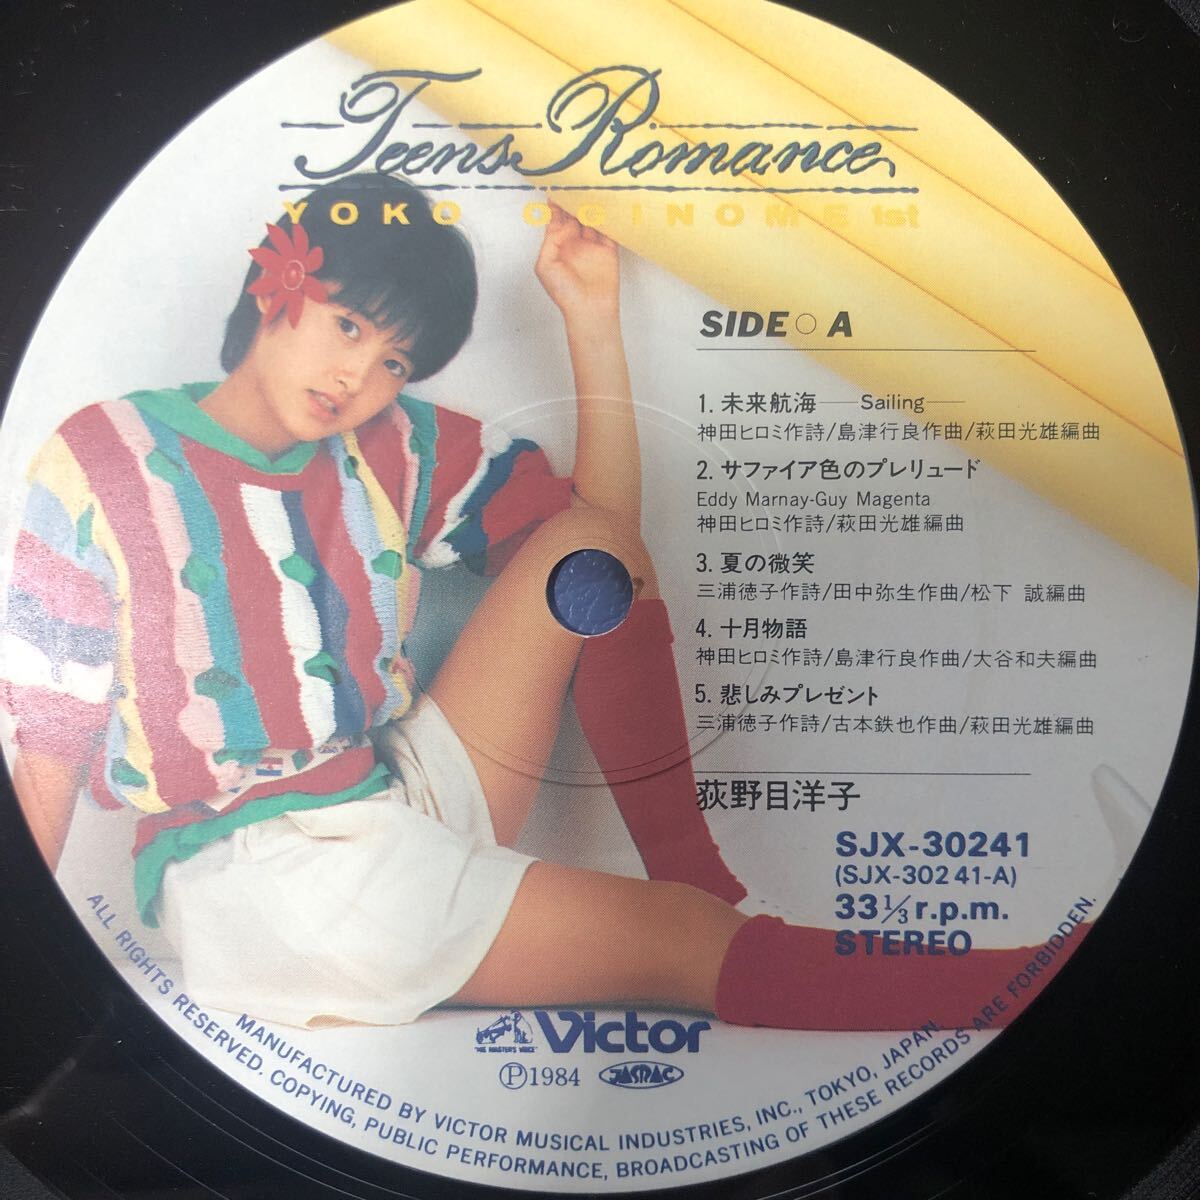 Teens Romance
YOKO OGINOME 1st
SIDE ○ A
1. 未来航海——Sailing——
神田ヒロミ作詩/島津行良作曲/萩田光雄編曲
2. サファイア色のプレリュード
Eddy Marnay-Guy Magenta
神田ヒロミ作詩/萩田光雄編曲
3. 夏の微笑
三浦徳子作詩/田中弥生作曲/松下 誠編曲
4. 十月物語
神田ヒロミ作詩/島津行良作曲/大谷和夫編曲
5. 悲しみプレゼント
三浦徳子作詩/古本鉄也作曲/萩田光雄編曲
荻野目洋子
SJX-30241
(SJX-30241-A)
33 1/3 r.p.m.
STEREO
"HIS MASTER'S VOICE" Victor
Ⓟ1984 JASRAC
MANUFACTURED BY VICTOR MUSICAL INDUSTRIES, INC., TOKYO, JAPAN.
ALL RIGHTS RESERVED. COPYING, PUBLIC PERFORMANCE, BROADCASTING OF THESE RECORDS ARE FORBIDDEN.